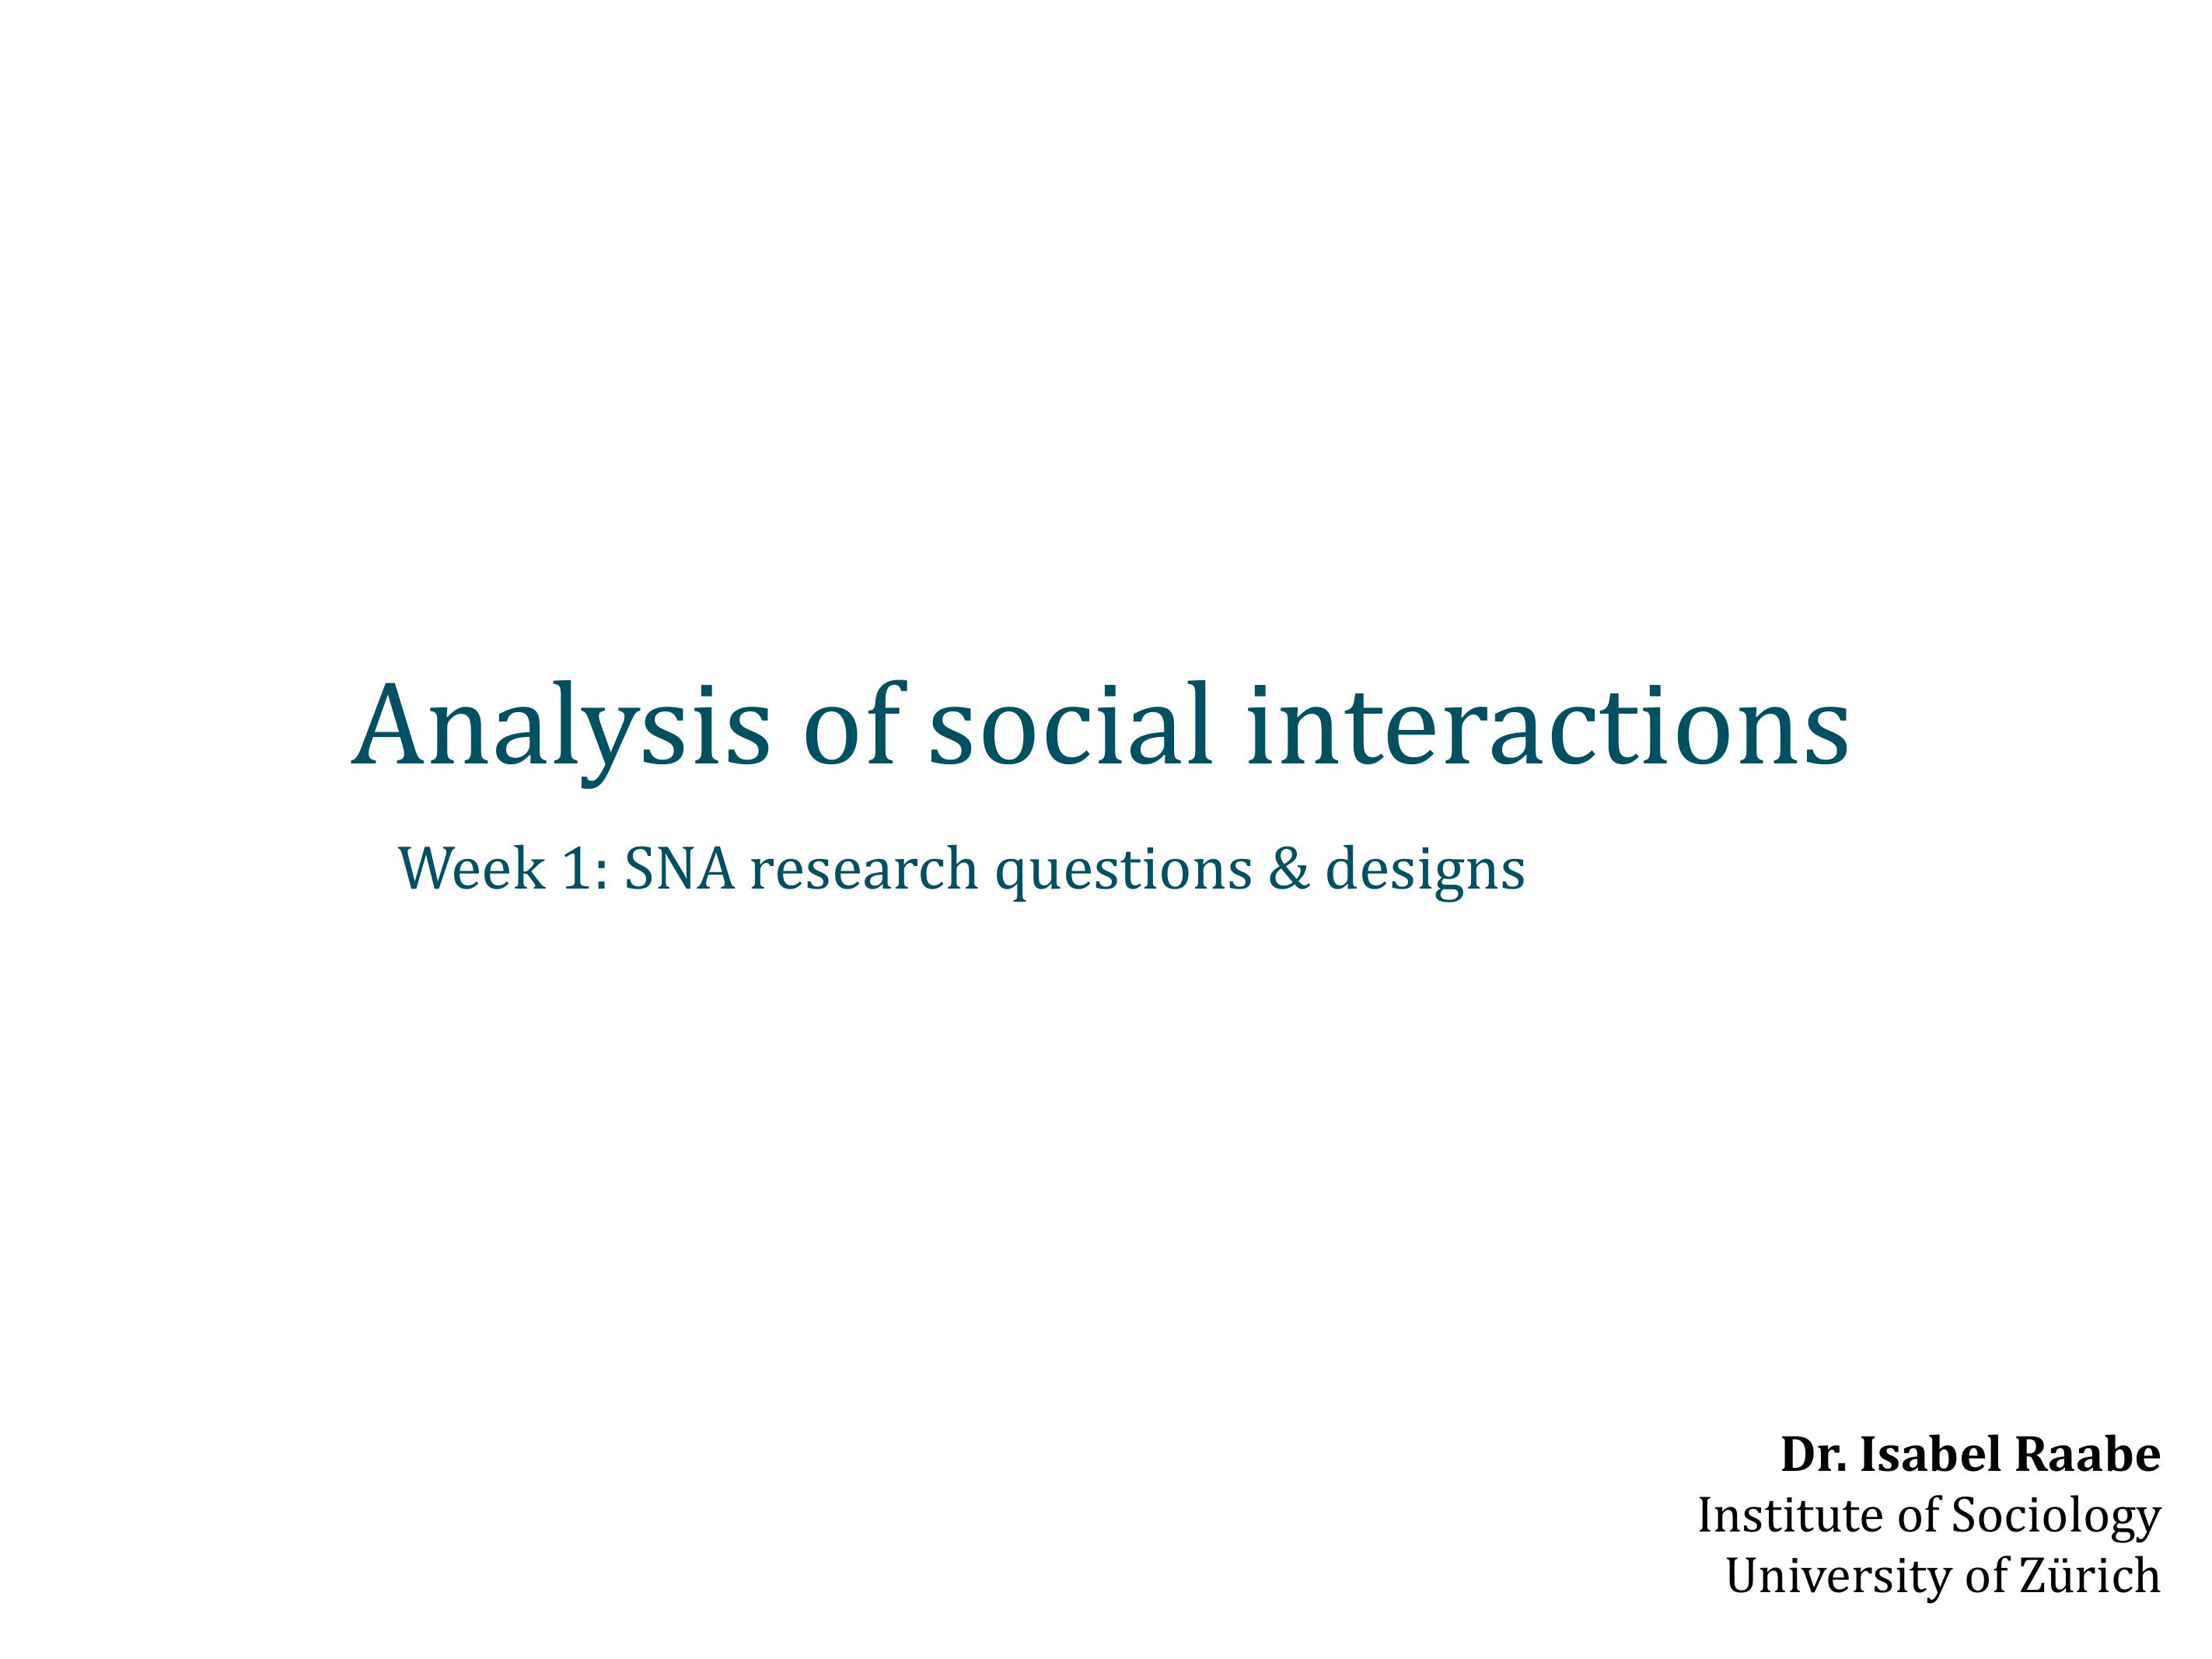 Analysis of social interactions
Week 1: SNA research questions & designs
Dr. Isabel Raabe
Institute of Sociology
University of Zürich